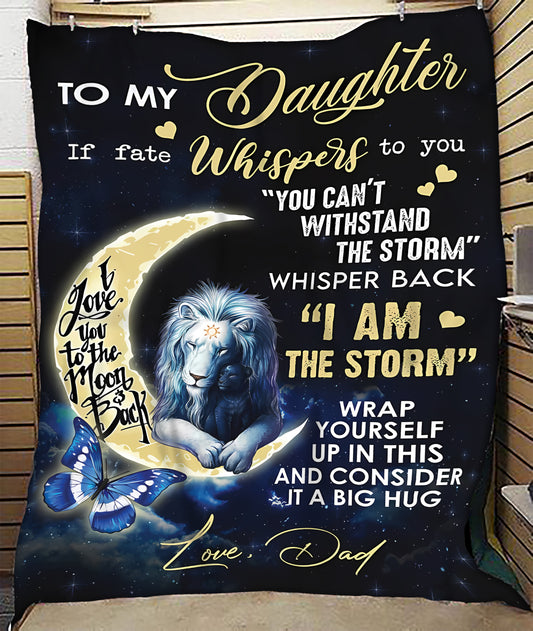 TO MY Daughter
If fate Whispers to you
"YOU CAN'T
WITHSTAND
THE STORM"
WHISPER BACK
"I AM
THE STORM"
I
Love
you
to the
Moon
&
Back
WRAP
YOURSELF
UP IN THIS
AND CONSIDER
IT A BIG HUG
Love, Dad